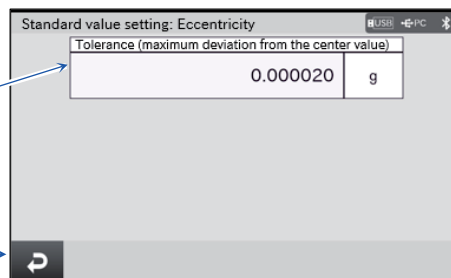 Standard value setting: Eccentricity USB PC
Tolerance (maximum deviation from the center value)
0.000020 g